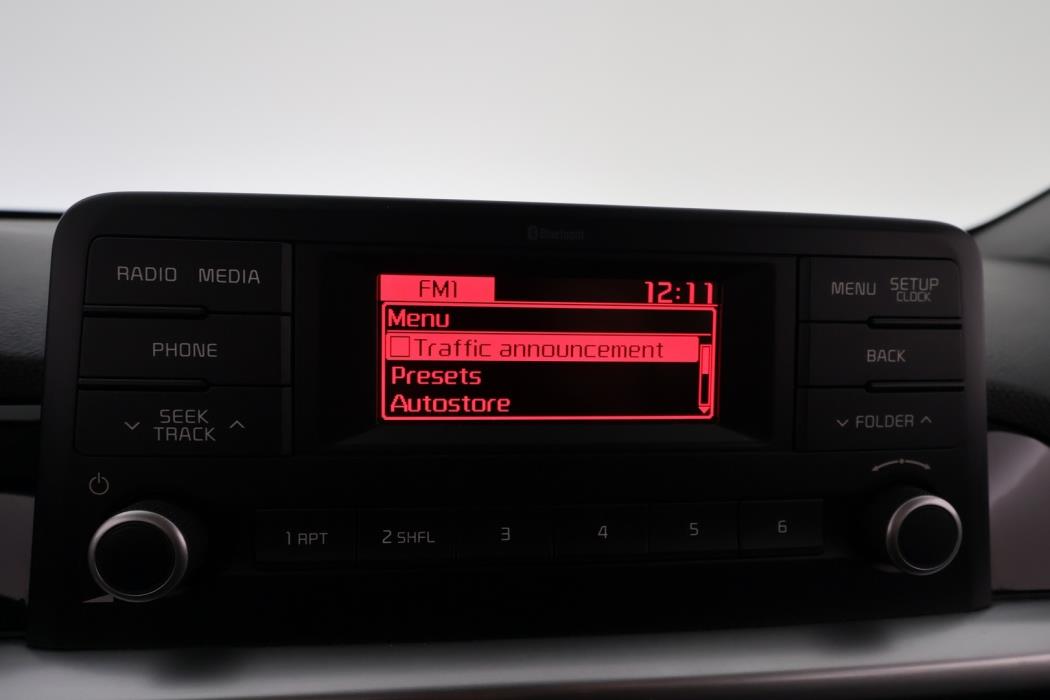 Bluetooth
RADIO MEDIA
PHONE
SEEK
TRACK
FM1 12:11
Menu
Traffic announcement
Presets
Autostore
MENU SETUP
CLOCK
BACK
FOLDER
1 RPT 2 SHFL 3 4 5 6